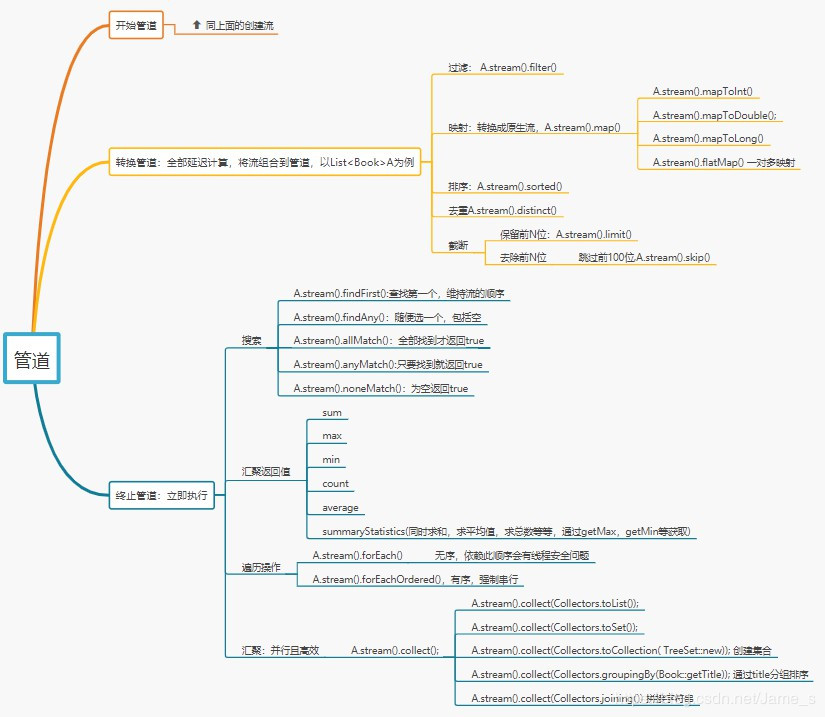 管道
开始管道
同上面的创建流
转换管道：全部延迟计算，将流组合到管道，以List<Book>A为例
过滤： A.stream().filter()
映射：转换成原生流，A.stream().map()
A.stream().mapToInt()
A.stream().mapToDouble();
A.stream().mapToLong()
A.stream().flatMap() 一对多映射
排序：A.stream().sorted()
去重A.stream().distinct()
截断
保留前N位：A.stream().limit()
去除前N位 跳过前100位A.stream().skip()
终止管道：立即执行
搜索
A.stream().findFirst():查找第一个，维持流的顺序
A.stream().findAny()：随便选一个，包括空
A.stream().allMatch()：全部找到才返回true
A.stream().anyMatch():只要找到就返回true
A.stream().noneMatch()：为空返回true
汇聚返回值
sum
max
min
count
average
summaryStatistics(同时求和，求平均值，求总数等等，通过getMax，getMin等获取)
遍历操作
A.stream().forEach() 无序，依赖此顺序会有线程安全问题
A.stream().forEachOrdered()，有序，强制串行
汇聚：并行且高效 A.stream().collect();
A.stream().collect(Collectors.toList());
A.stream().collect(Collectors.toSet());
A.stream().collect(Collectors.toCollection( TreeSet::new)); 创建集合
A.stream().collect(Collectors.groupingBy(Book::getTitle)); 通过title分组排序
A.stream().collect(Collectors.joining()) 拼接字符串
csdn.net/Jame_s